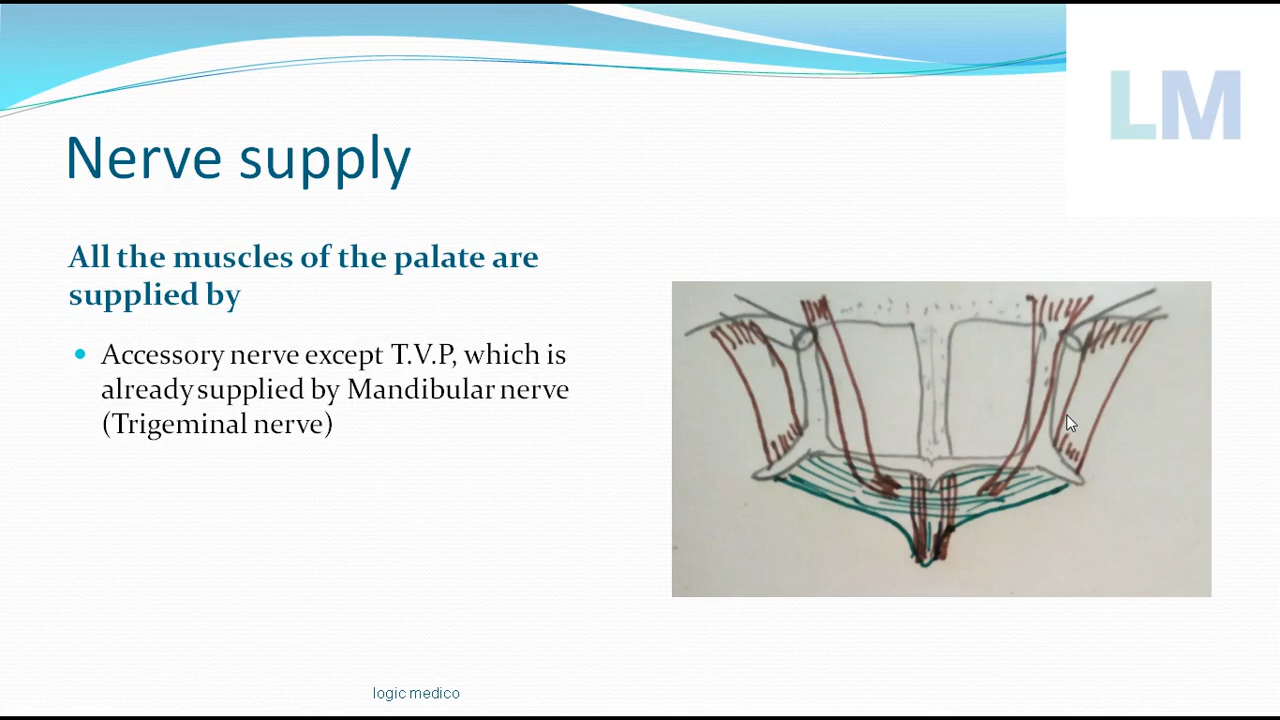 LM
Nerve supply
All the muscles of the palate are
supplied by
Accessory nerve except T.V.P, which is
already supplied by Mandibular nerve
(Trigeminal nerve)
logic medico